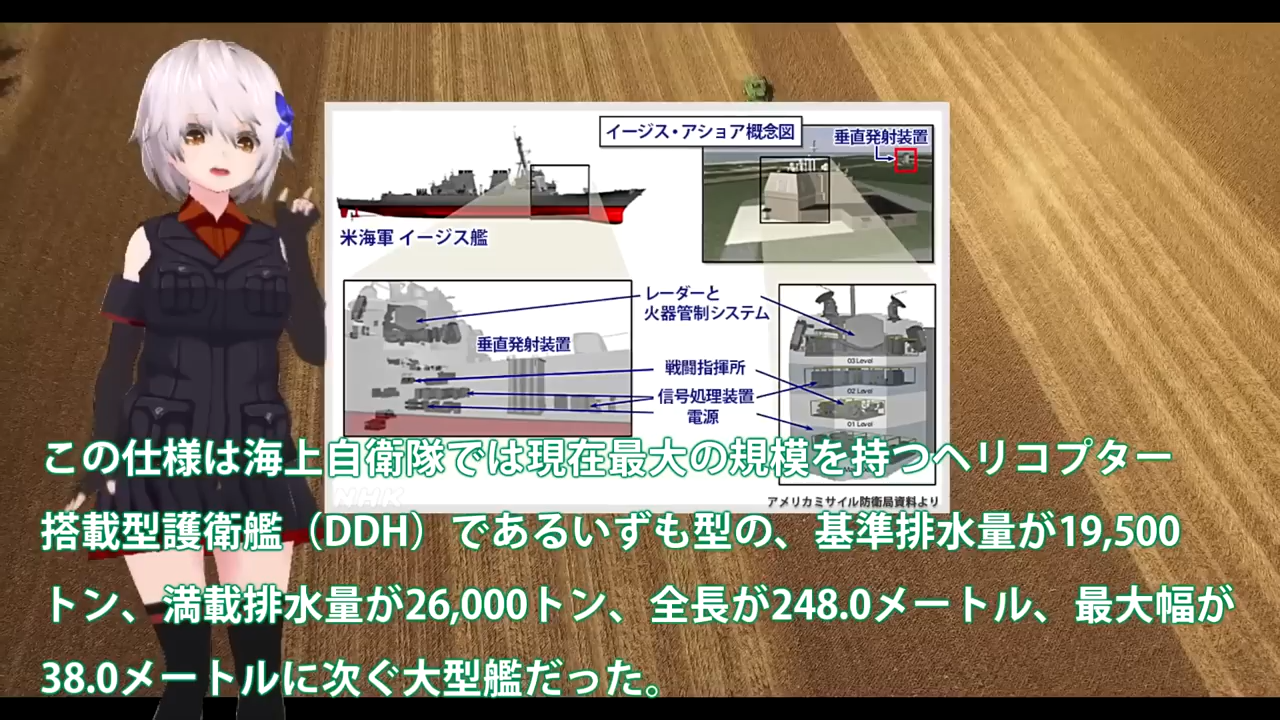 イージス・アショア概念図
垂直発射装置
米海軍 イージス艦
レーダーと
火器管制システム
垂直発射装置
戦闘指揮所
信号処理装置
電源
03 Level
02 Level
01 Level
NHK
アメリカミサイル防衛局資料より
この仕様は海上自衛隊では現在最大の規模を持つヘリコプター
搭載型護衛艦（DDH）であるいずも型の、基準排水量が19,500
トン、満載排水量が26,000トン、全長が248.0メートル、最大幅が
38.0メートルに次ぐ大型艦だった。